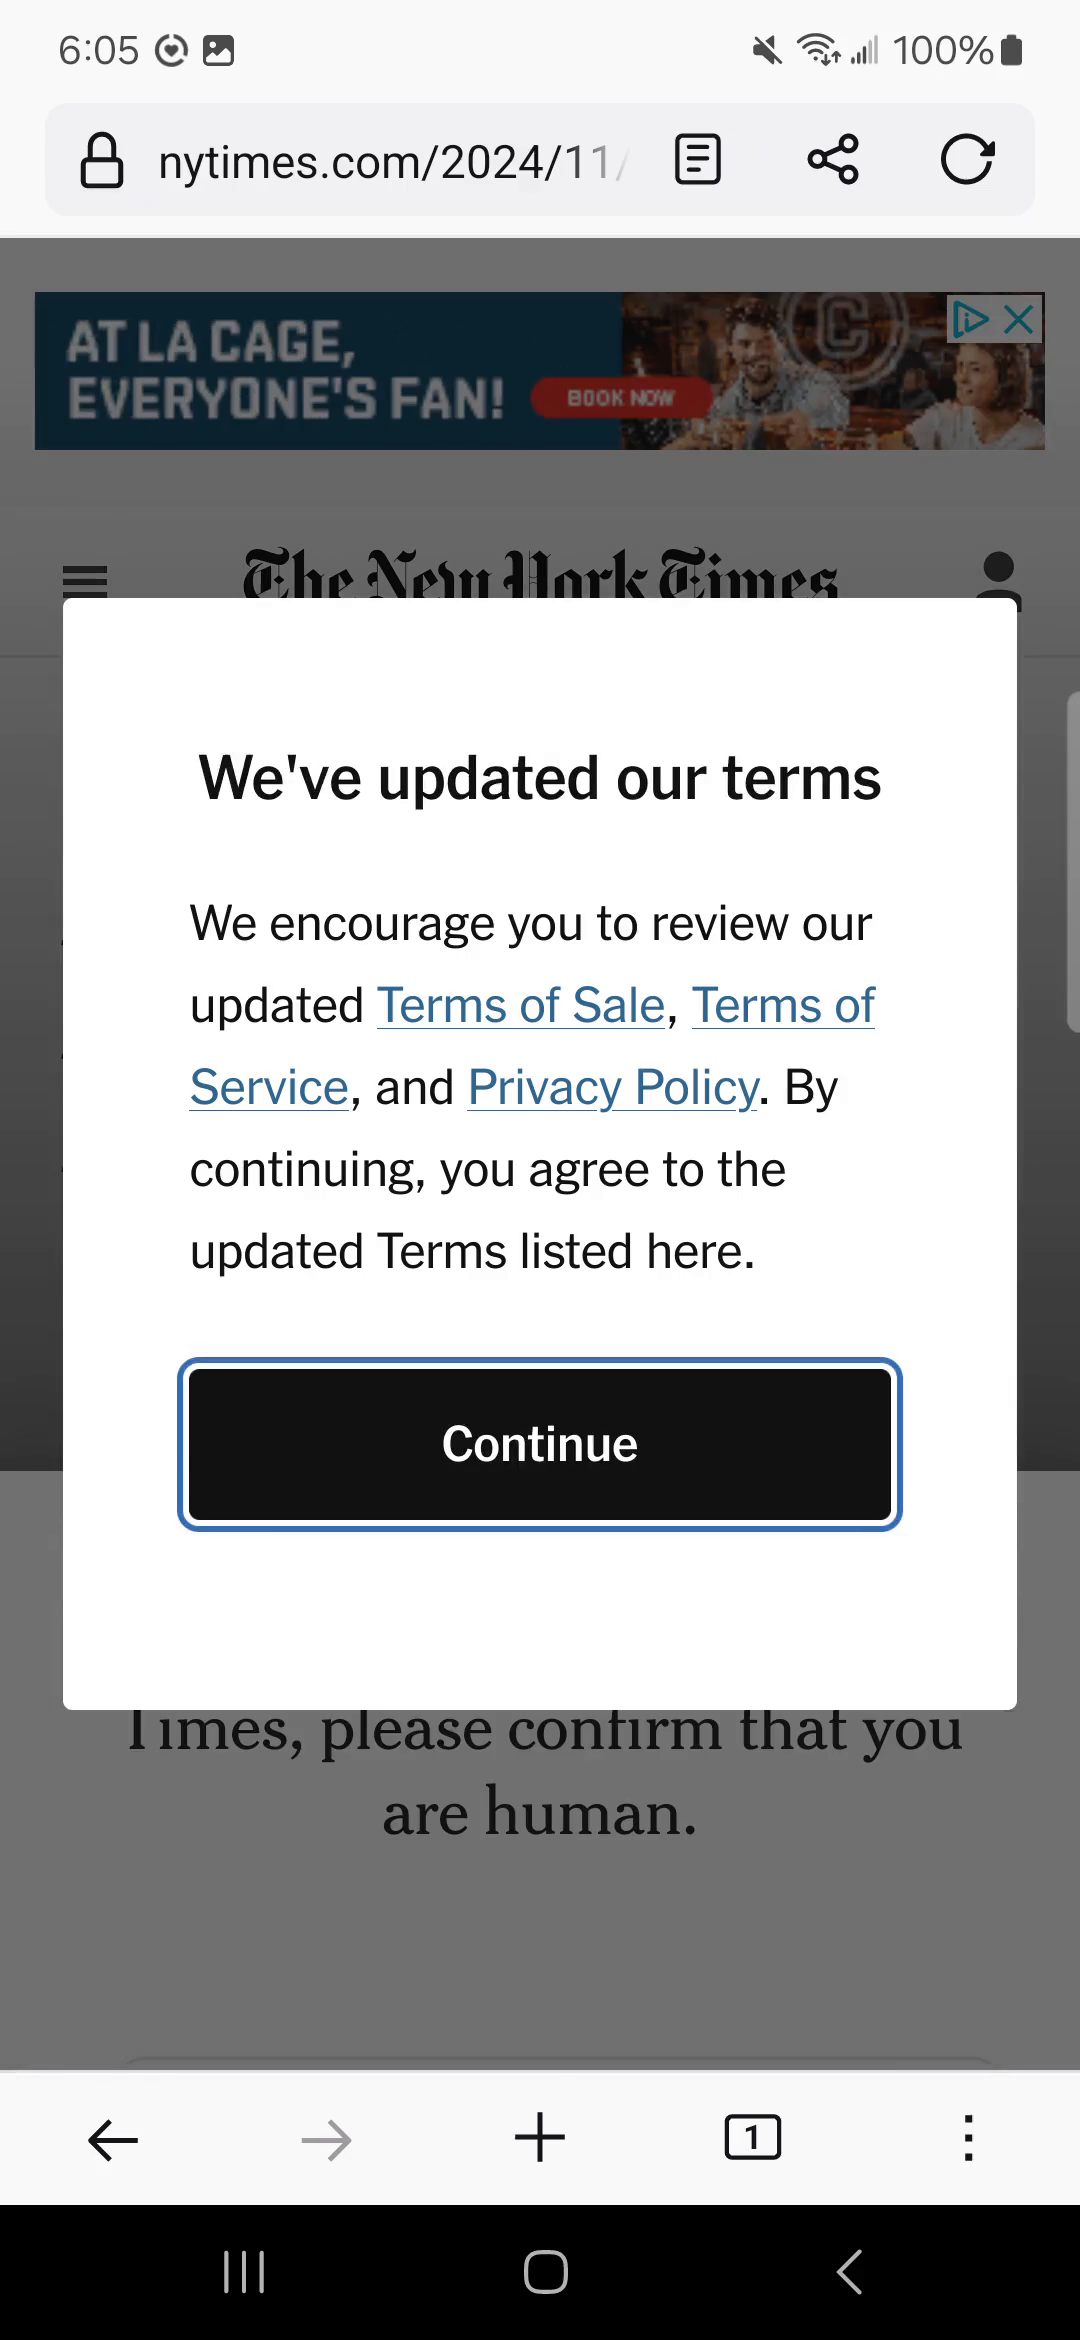 6:05 100%
nytimes.com/2024/11/
AT LA CAGE,
EVERYONE'S FAN!
BOOK NOW
C
The New York Times
We've updated our terms
We encourage you to review our
updated Terms of Sale, Terms of
Service, and Privacy Policy. By
continuing, you agree to the
updated Terms listed here.
Continue
Times, please confirm that you
are human.
1